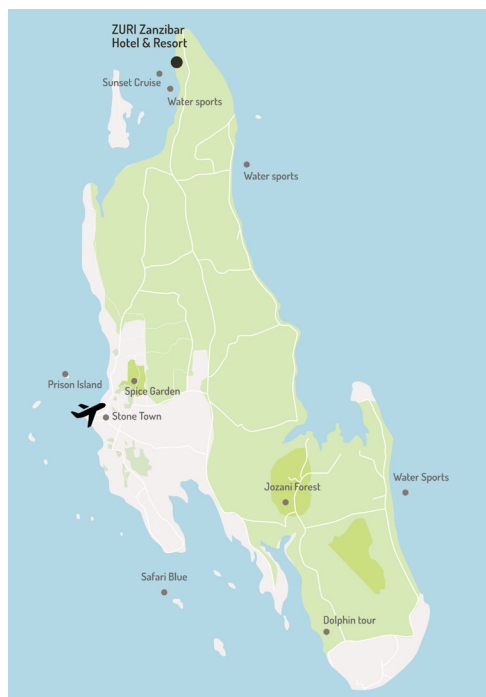 ZURI Zanzibar
Hotel & Resort
Sunset Cruise
Water sports
Water sports
Prison Island
Spice Garden
Stone Town
Water Sports
Jozani Forest
Safari Blue
Dolphin tour